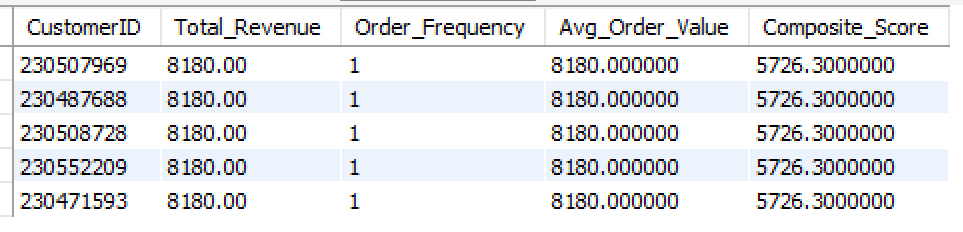 CustomerID Total_Revenue Order_Frequency Avg_Order_Value Composite_Score
230507969 8180.00 1 8180.000000 5726.3000000
230487688 8180.00 1 8180.000000 5726.3000000
230508728 8180.00 1 8180.000000 5726.3000000
230552209 8180.00 1 8180.000000 5726.3000000
230471593 8180.00 1 8180.000000 5726.3000000